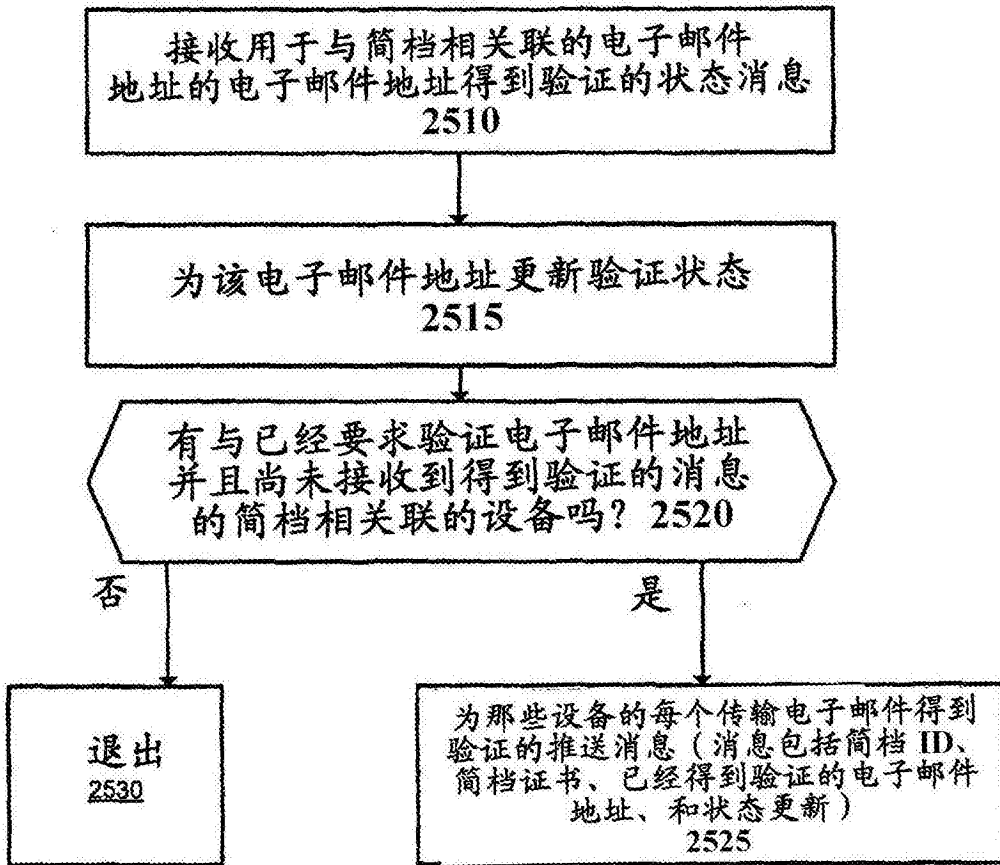 接收用于与简档相关联的电子邮件
地址的电子邮件地址得到验证的状态消息
2510
为该电子邮件地址更新验证状态
2515
有与已经要求验证电子邮件地址
并且尚未接收到得到验证的消息
的简档相关联的设备吗？2520
否
是
退出
2530
为那些设备的每个传输电子邮件得到
验证的推送消息（消息包括简档 ID、
简档证书、已经得到验证的电子邮件
地址、和状态更新）
2525